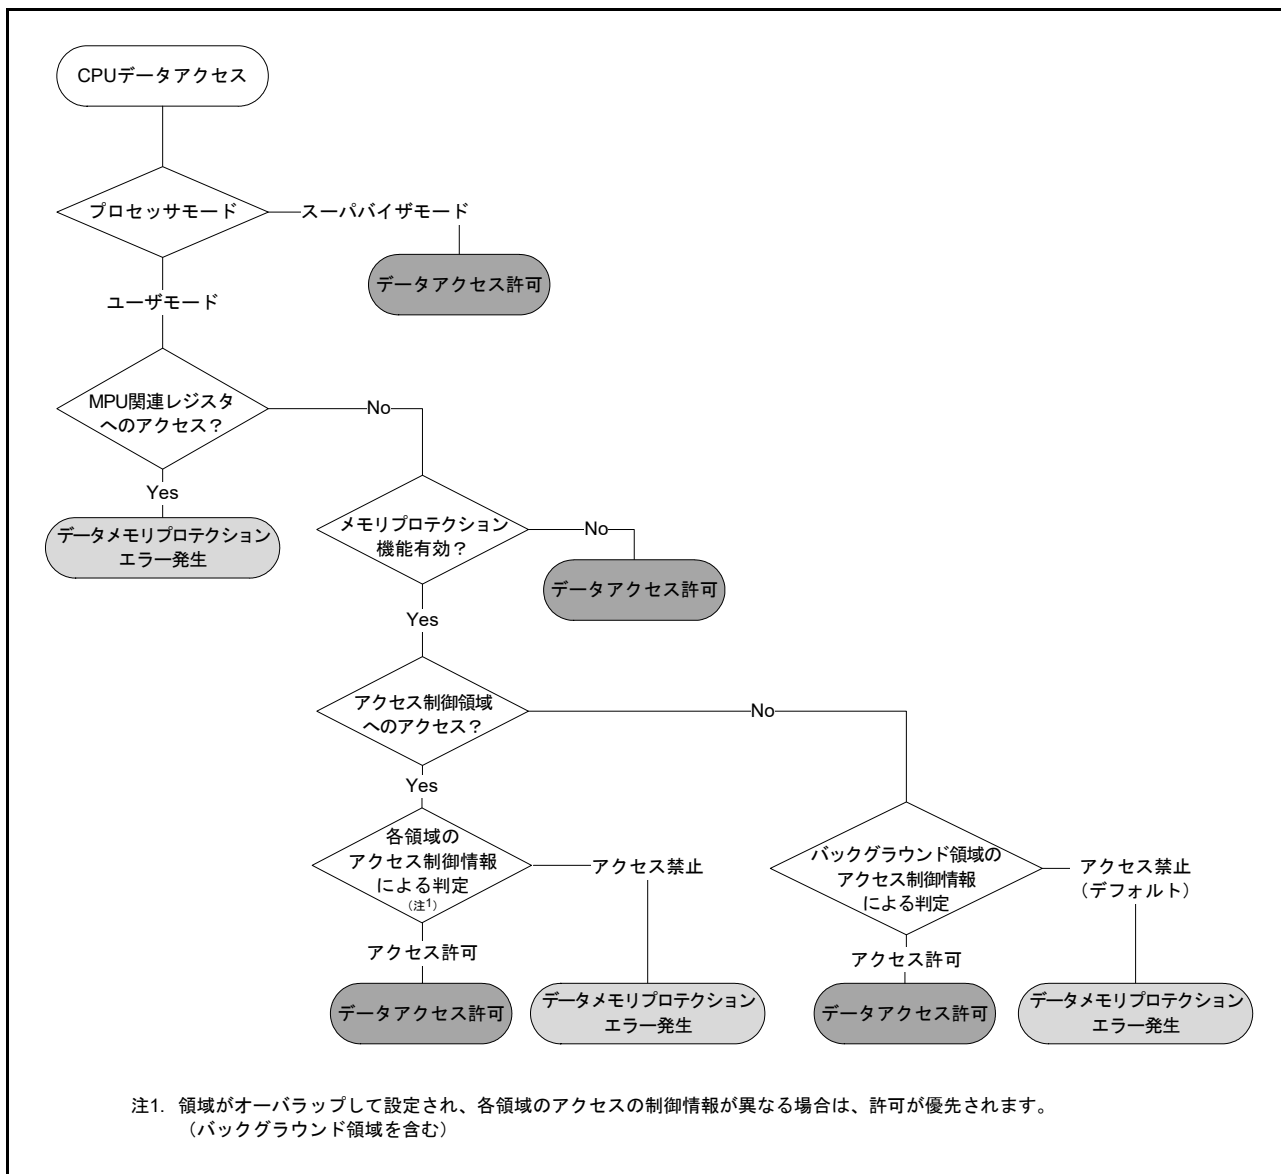 CPUデータアクセス
プロセッサモード
スーパバイザモード
データアクセス許可
ユーザモード
MPU関連レジスタ
へのアクセス？
No
Yes
データメモリプロテクション
エラー発生
メモリプロテクション
機能有効？
No
データアクセス許可
Yes
アクセス制御領域
へのアクセス？
No
Yes
各領域の
アクセス制御情報
による判定
（注1）
アクセス禁止
バックグラウンド領域の
アクセス制御情報
による判定
アクセス禁止
（デフォルト）
アクセス許可
アクセス許可
データアクセス許可
データメモリプロテクション
エラー発生
データアクセス許可
データメモリプロテクション
エラー発生
注1. 領域がオーバラップして設定され、各領域のアクセスの制御情報が異なる場合は、許可が優先されます。
（バックグラウンド領域を含む）